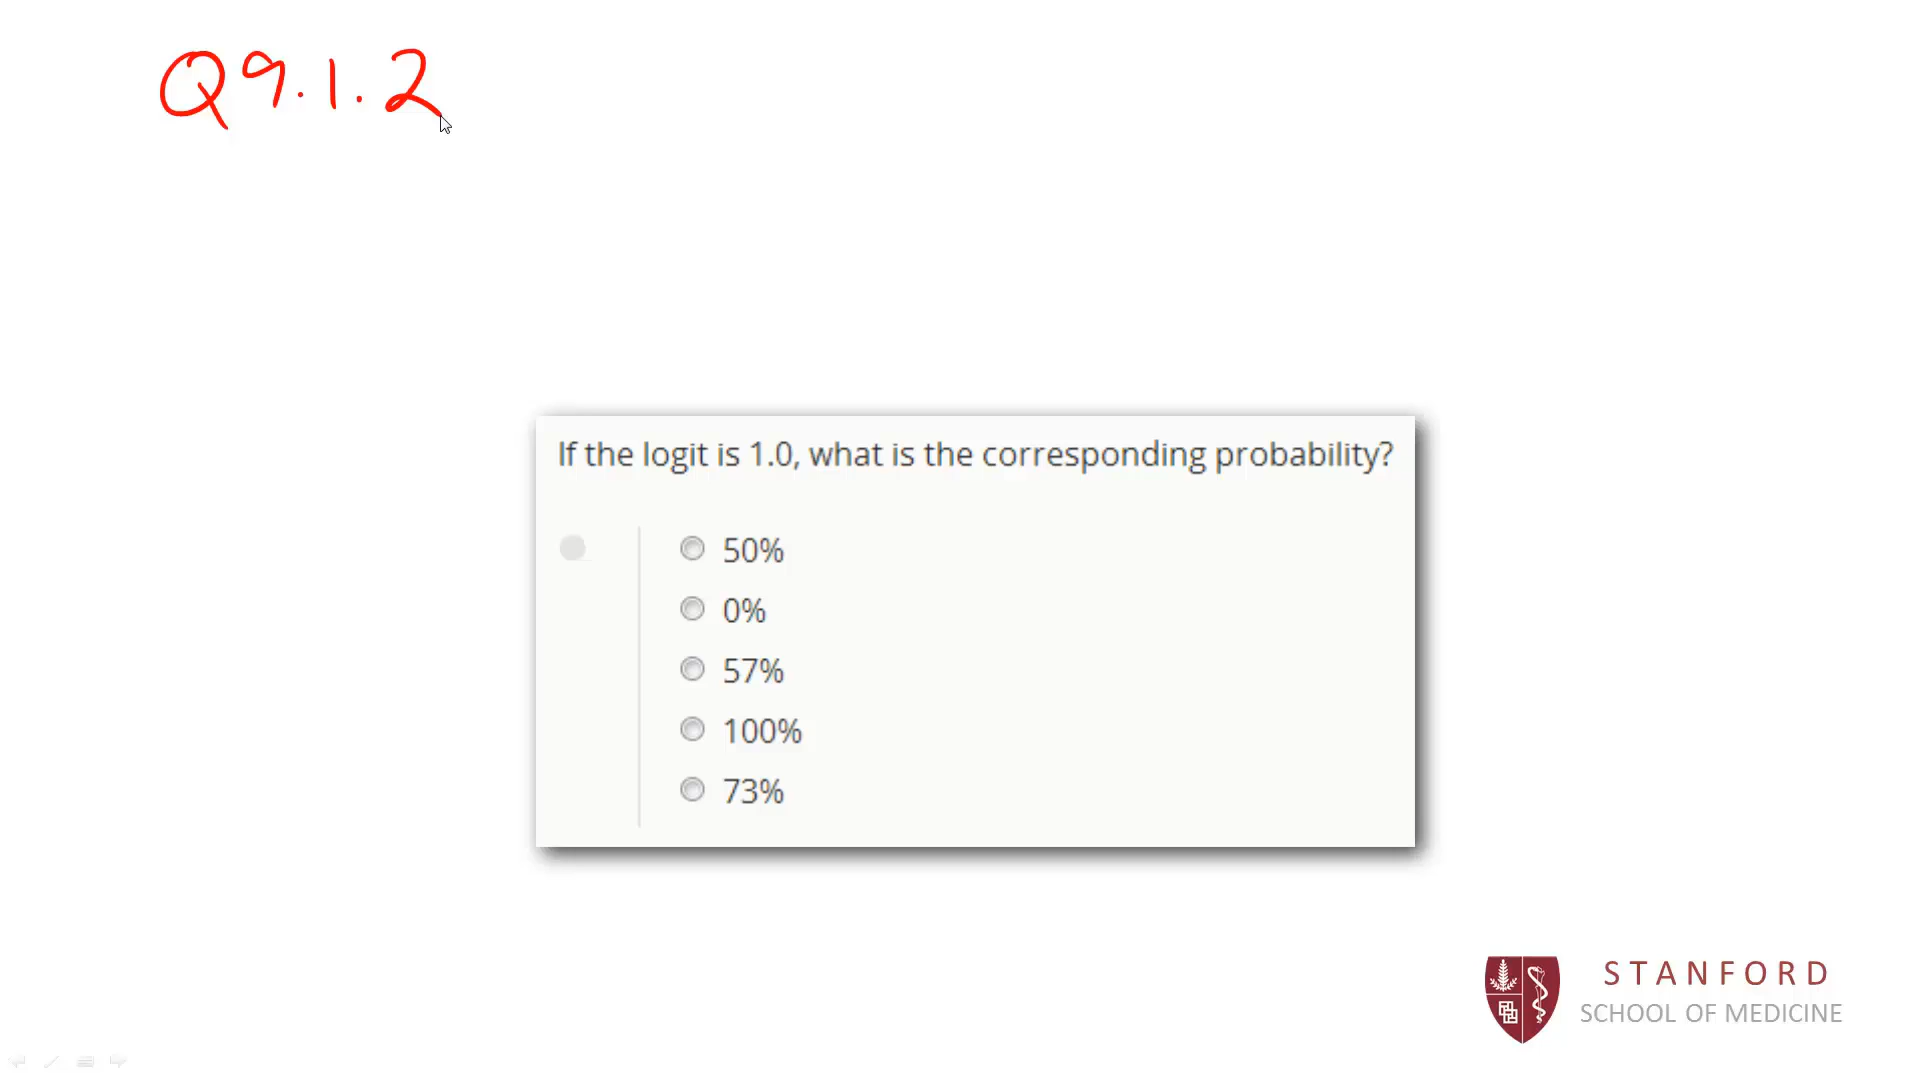 Q9.1.2
If the logit is 1.0, what is the corresponding probability?
50%
0%
57%
100%
73%
STANFORD
SCHOOL OF MEDICINE